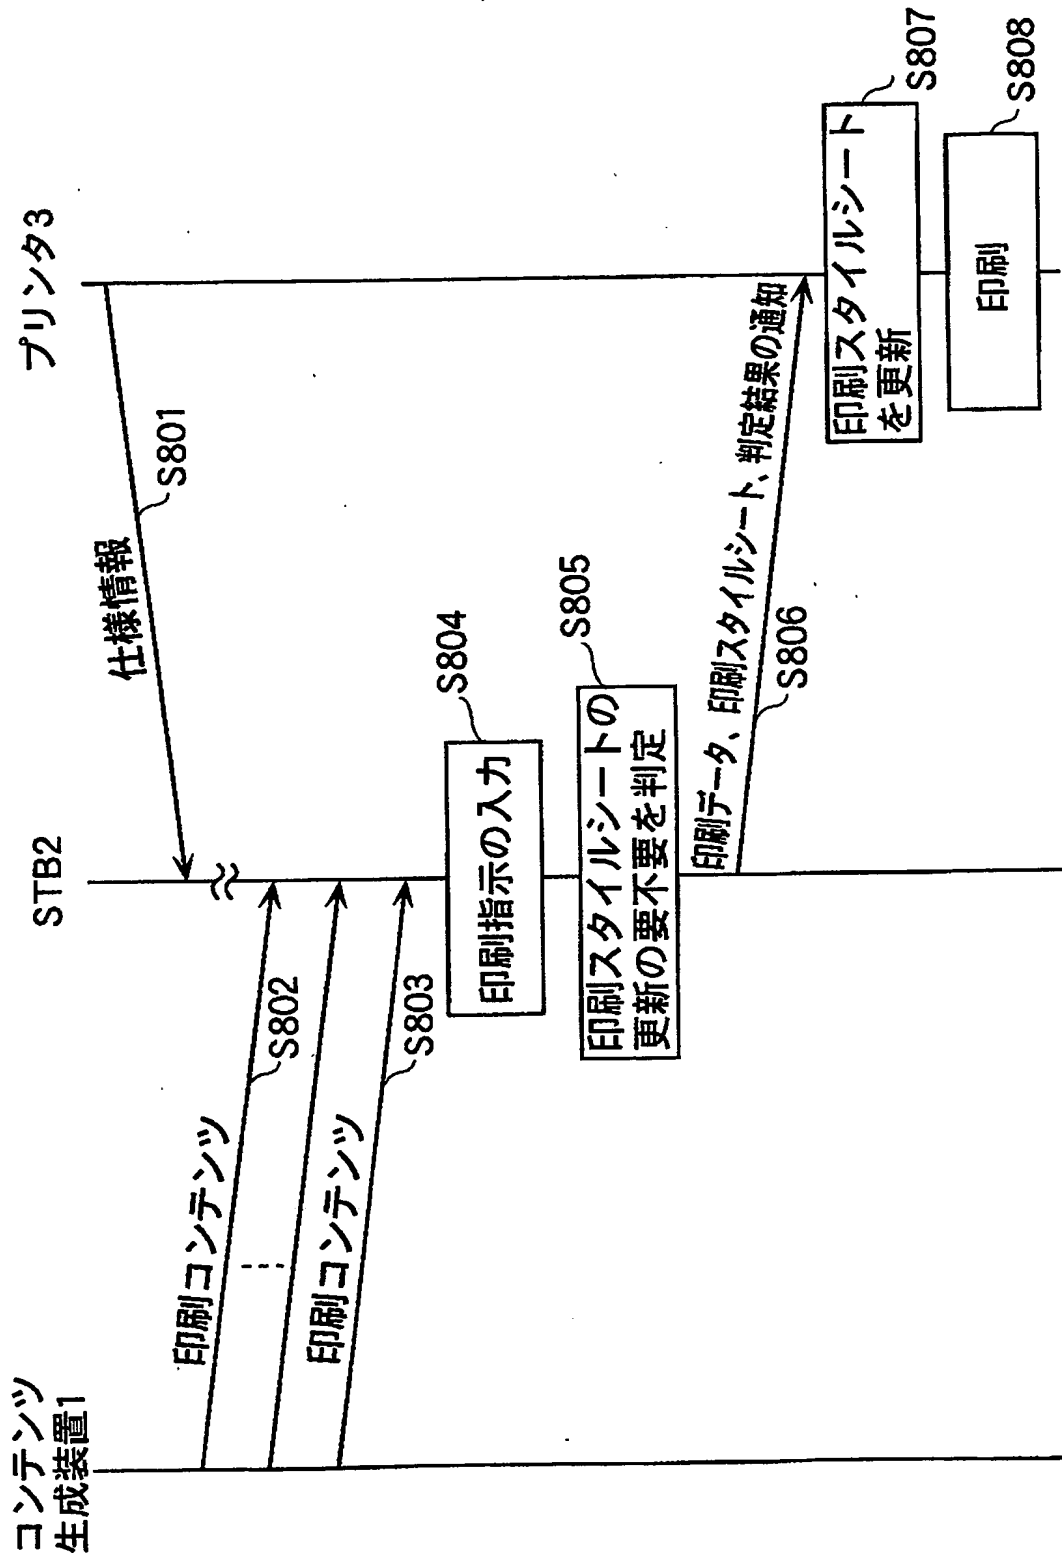 コンテンツ
生成装置1
STB2
プリンタ3
仕様情報
S801
印刷コンテンツ
S802
印刷コンテンツ
S803
印刷指示の入力
S804
印刷スタイルシートの
更新の要不要を判定
S805
印刷データ、印刷スタイルシート、判定結果の通知
S806
印刷スタイルシート
を更新
S807
印刷
S808